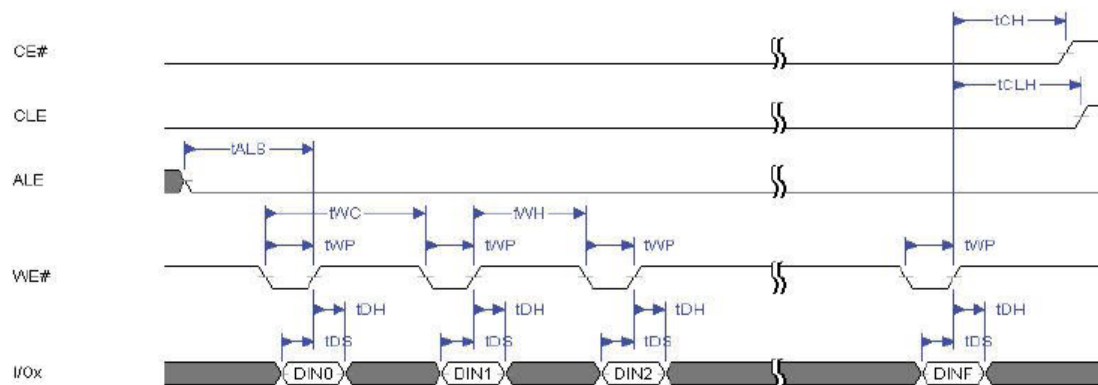 tCH
CE#
tCLH
CLE
tALS
ALE
tWC tWH
tWP tWP tWP tWP
WE#
tDH tDH tDH tDH
tDS tDS tDS tDS
I/Ox DIN0 DIN1 DIN2 DINF